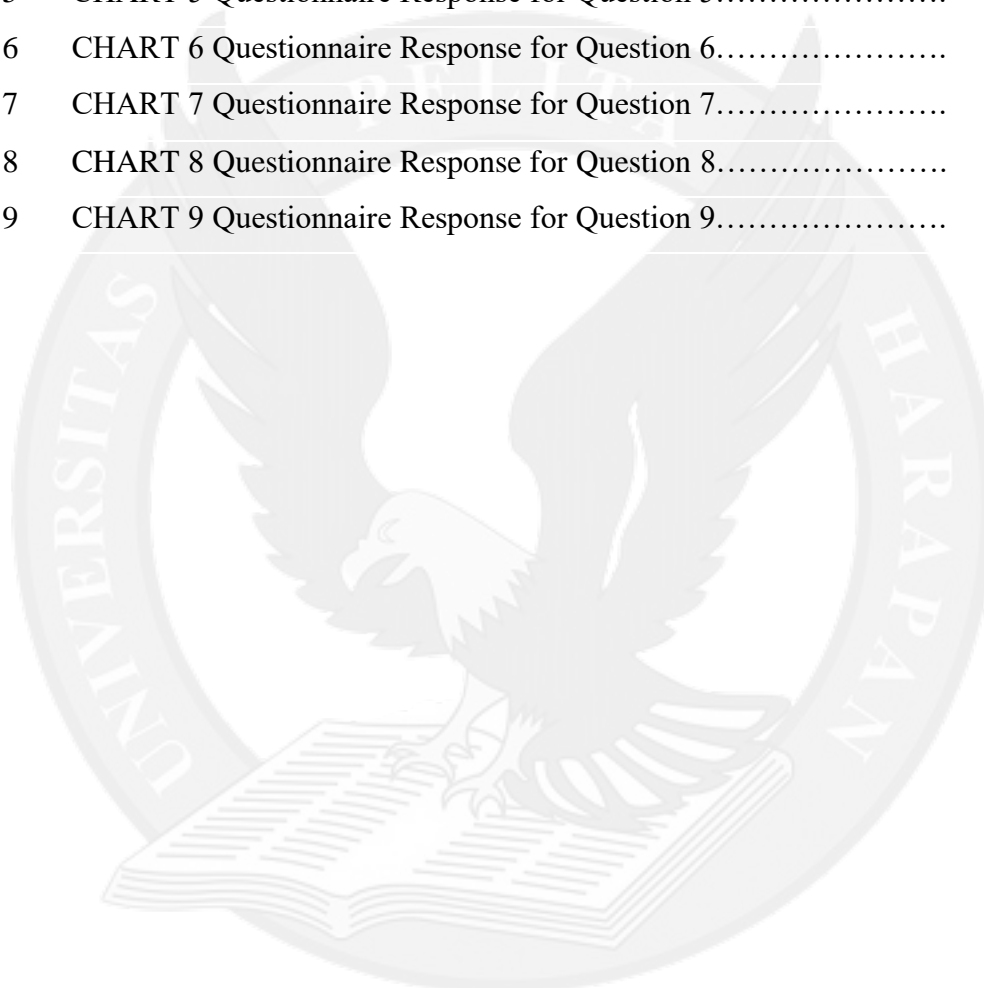 5 CHART 5 Questionnaire Response for Question 5………………….
6 CHART 6 Questionnaire Response for Question 6………………….
7 CHART 7 Questionnaire Response for Question 7………………….
8 CHART 8 Questionnaire Response for Question 8………………….
9 CHART 9 Questionnaire Response for Question 9………………….
UNIVERSITAS PELITA HARAPAN